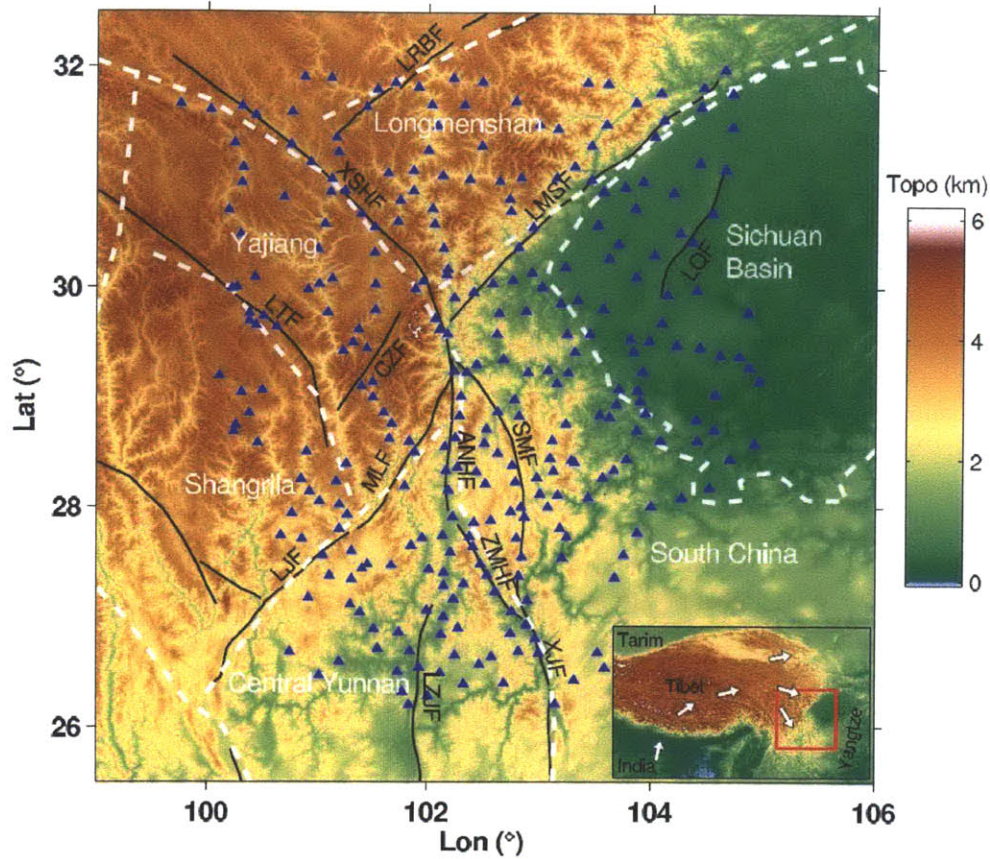 32
30
28
26
Lat (°)
100
102
104
106
Lon (°)
LRBF
Longmenshan
XSHF
LMSF
Yajiang
Sichuan
Basin
LQF
LTF
CZF
MLF
ANHF
SMF
Shangrila
LJF
ZMHF
South China
XJF
Central Yunnan
LZJF
Tarim
Tibet
India
Yangtze
Topo (km)
6
4
2
0